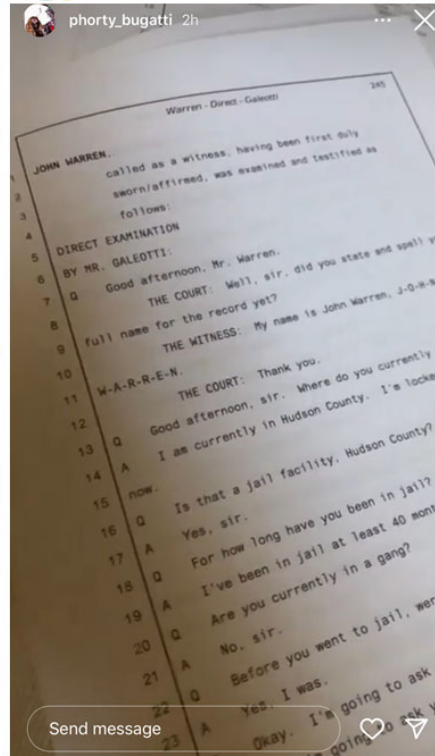 phorty_bugatti 2h
Warren - Direct - Galeotti
245
JOHN WARREN,
1 called as a witness, having been first duly
2 sworn/affirmed, was examined and testified as
3 follows:
4 DIRECT EXAMINATION
5 BY MR. GALEOTTI:
6 Q Good afternoon, Mr. Warren.
7 THE COURT: Well, sir, did you state and spell
8 full name for the record yet?
9 THE WITNESS: My name is John Warren, J-O-H-N
10 W-A-R-R-E-N.
11 THE COURT: Thank you.
12 Q Good afternoon, sir. Where do you currently
13 A I am currently in Hudson County. I'm
14 now.
15 Q Is that a jail facility, Hudson County?
16 A Yes, sir.
17 Q For how long have you been in jail?
18 A I've been in jail at least 40
19 Q Are you currently in a gang?
20 A No, sir.
21 Q Before you went to jail,
22 A Yes, I was.
23 Okay. I'm going to ask
going to ask
Send message